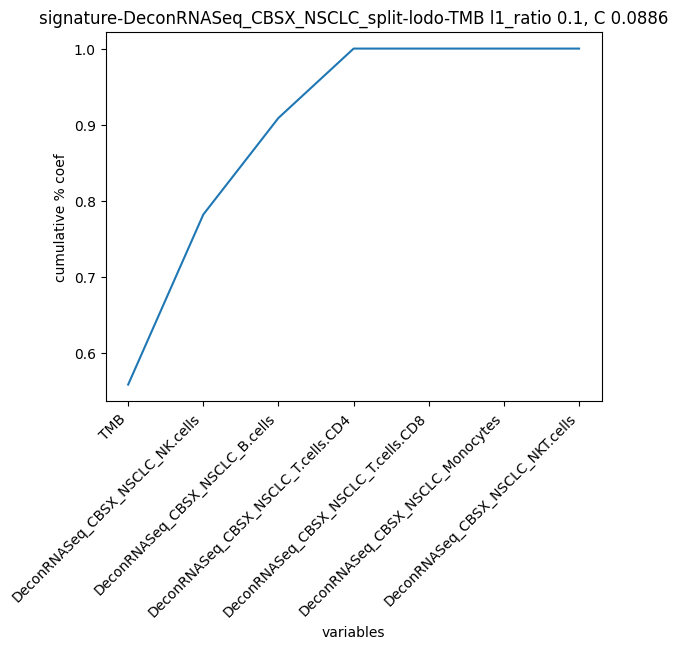 signature-DeconRNASeq_CBSX_NSCLC_split-lodo-TMB l1_ratio 0.1, C 0.0886
cumulative % coef
1.0
0.9
0.8
0.7
0.6
TMB
DeconRNASeq_CBSX_NSCLC_NK.cells
DeconRNASeq_CBSX_NSCLC_B.cells
DeconRNASeq_CBSX_NSCLC_T.cells.CD4
DeconRNASeq_CBSX_NSCLC_T.cells.CD8
DeconRNASeq_CBSX_NSCLC_Monocytes
DeconRNASeq_CBSX_NSCLC_NKT.cells
variables